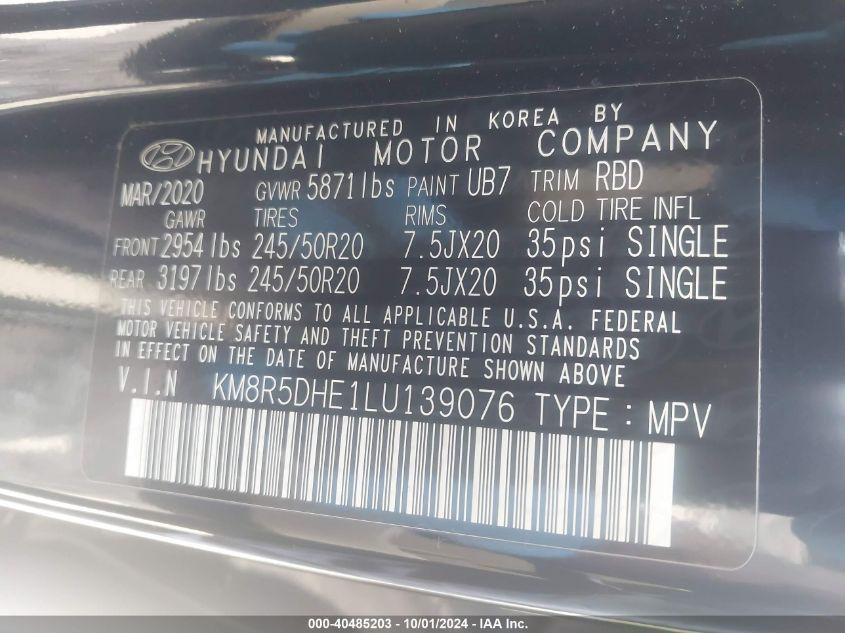 MANUFACTURED IN KOREA BY
HYUNDAI MOTOR COMPANY
MAR/2020 GVWR 5871lbs PAINT UB7 TRIM RBD
GAWR TIRES RIMS COLD TIRE INFL
FRONT 2954lbs 245/50R20 7.5JX20 35psi SINGLE
REAR 3197lbs 245/50R20 7.5JX20 35psi SINGLE
THIS VEHICLE CONFORMS TO ALL APPLICABLE U.S.A. FEDERAL
MOTOR VEHICLE SAFETY AND THEFT PREVENTION STANDARDS
IN EFFECT ON THE DATE OF MANUFACTURE SHOWN ABOVE
V.I.N KM8R5DHE1LU139076 TYPE : MPV
000-40485203 - 10/01/2024 - IAA Inc.